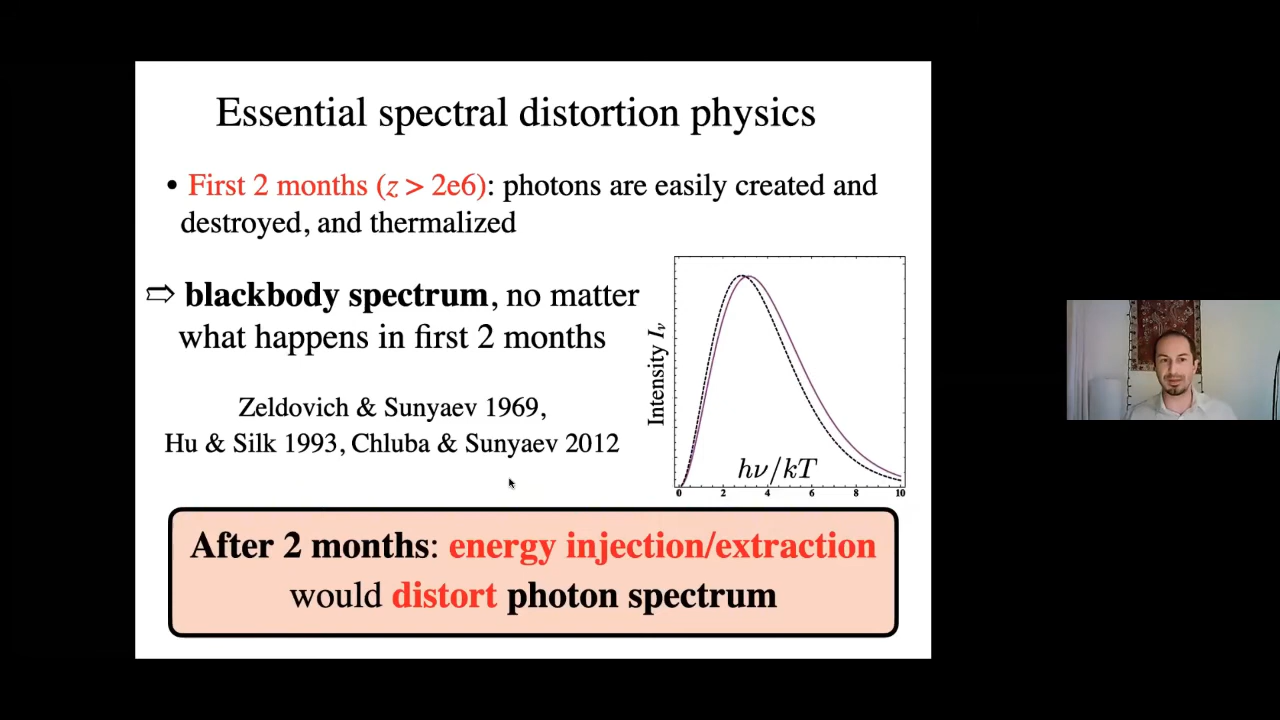 Essential spectral distortion physics
• First 2 months (z > 2e6): photons are easily created and
destroyed, and thermalized
⇨ blackbody spectrum, no matter
what happens in first 2 months
Zeldovich & Sunyaev 1969,
Hu & Silk 1993, Chluba & Sunyaev 2012
Intensity Iν
hν/kT
0 2 4 6 8 10
After 2 months: energy injection/extraction
would distort photon spectrum